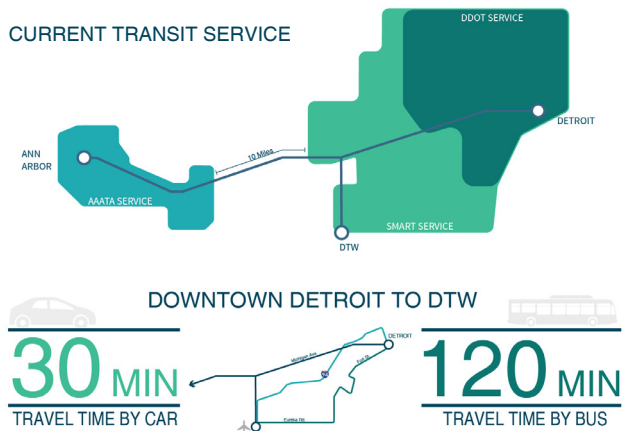 CURRENT TRANSIT SERVICE
DDOT SERVICE
DETROIT
10 Miles
ANN
ARBOR
AAATA SERVICE
SMART SERVICE
DTW
DOWNTOWN DETROIT TO DTW
30 MIN
TRAVEL TIME BY CAR
DETROIT
Michigan Ave
Fort St
Eureka Rd.
120 MIN
TRAVEL TIME BY BUS